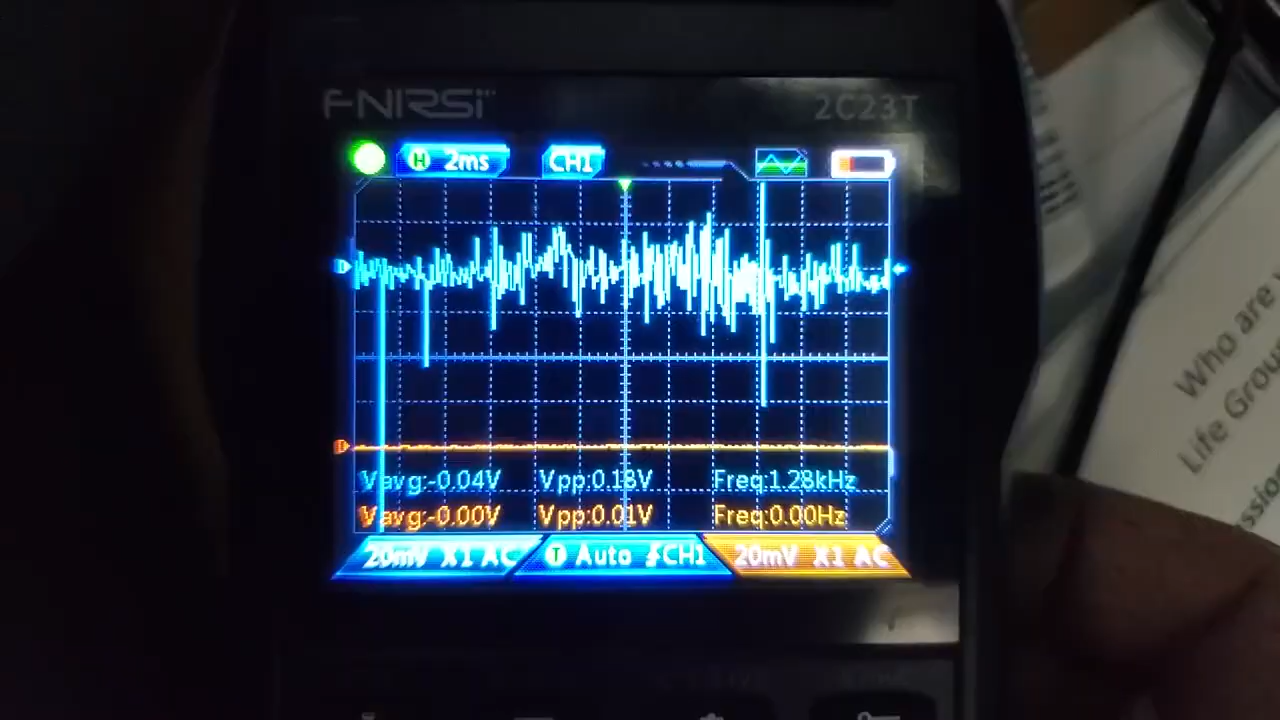 FNIRSI 2C23T
H 2ms CH1
Vavg:-0.04V Vpp:0.18V Freq:1.28kHz
Vavg:-0.00V Vpp:0.01V Freq:0.00Hz
20mV X1 AC T Auto CH1 20mV X1 AC
Who are
Life Grou